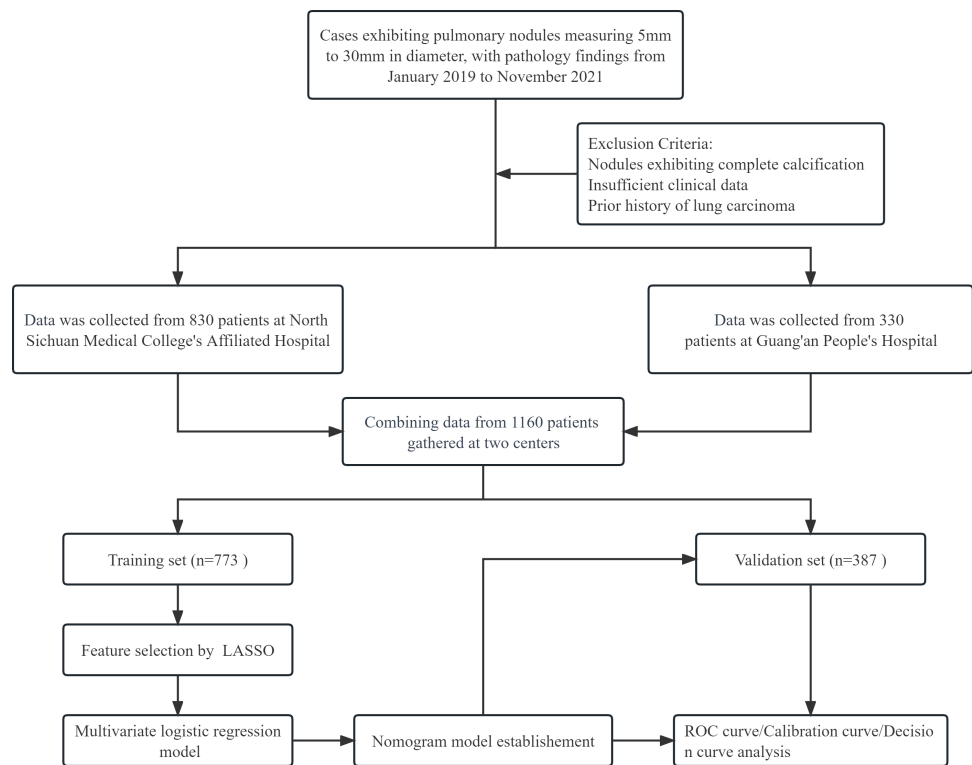 Cases exhibiting pulmonary nodules measuring 5mm
to 30mm in diameter, with pathology findings from
January 2019 to November 2021
Exclusion Criteria:
Nodules exhibiting complete calcification
Insufficient clinical data
Prior history of lung carcinoma
Data was collected from 830 patients at North
Sichuan Medical College's Affiliated Hospital
Data was collected from 330
patients at Guang'an People's Hospital
Combining data from 1160 patients
gathered at two centers
Training set (n=773 )
Validation set (n=387 )
Feature selection by  LASSO
Multivariate logistic regression
model
Nomogram model establishement
ROC curve/Calibration curve/Decisio
n curve analysis